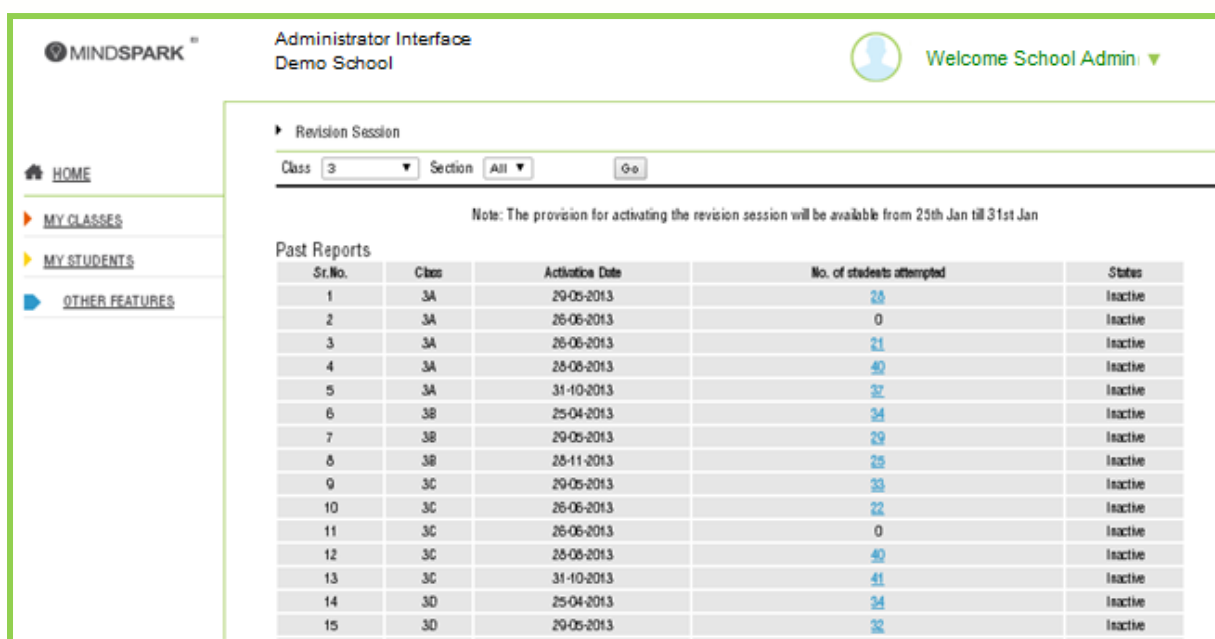 MINDSPARK
Administrator Interface
Demo School
Welcome School Admin
Revision Session
Class 3 Section All Go
HOME
MY CLASSES
MY STUDENTS
OTHER FEATURES
Note: The provision for activating the revision session will be available from 25th Jan till 31st Jan
Past Reports
Sr.No. Class Activation Date No. of students attempted Status
1 3A 29-05-2013 28 Inactive
2 3A 26-06-2013 0 Inactive
3 3A 26-06-2013 21 Inactive
4 3A 28-08-2013 40 Inactive
5 3A 31-10-2013 37 Inactive
6 3B 25-04-2013 34 Inactive
7 3B 29-05-2013 29 Inactive
8 3B 28-11-2013 25 Inactive
9 3C 29-05-2013 33 Inactive
10 3C 26-06-2013 22 Inactive
11 3C 26-06-2013 0 Inactive
12 3C 28-08-2013 40 Inactive
13 3C 31-10-2013 41 Inactive
14 3D 25-04-2013 34 Inactive
15 3D 29-05-2013 32 Inactive